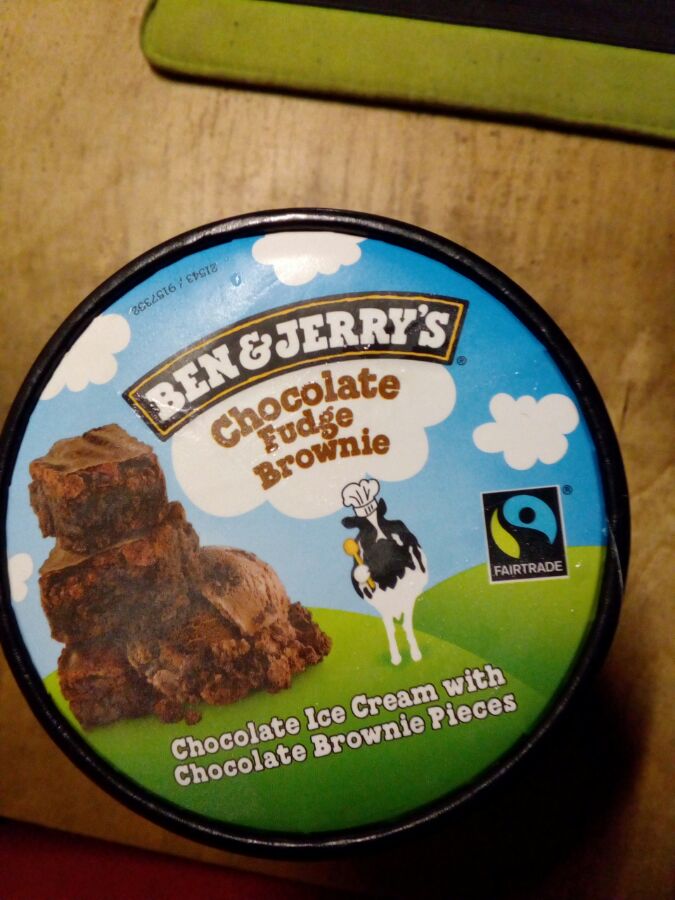 21543 / 9157332
BEN & JERRY'S®
Chocolate
Fudge
Brownie
FAIRTRADE
®
Chocolate Ice Cream with
Chocolate Brownie Pieces